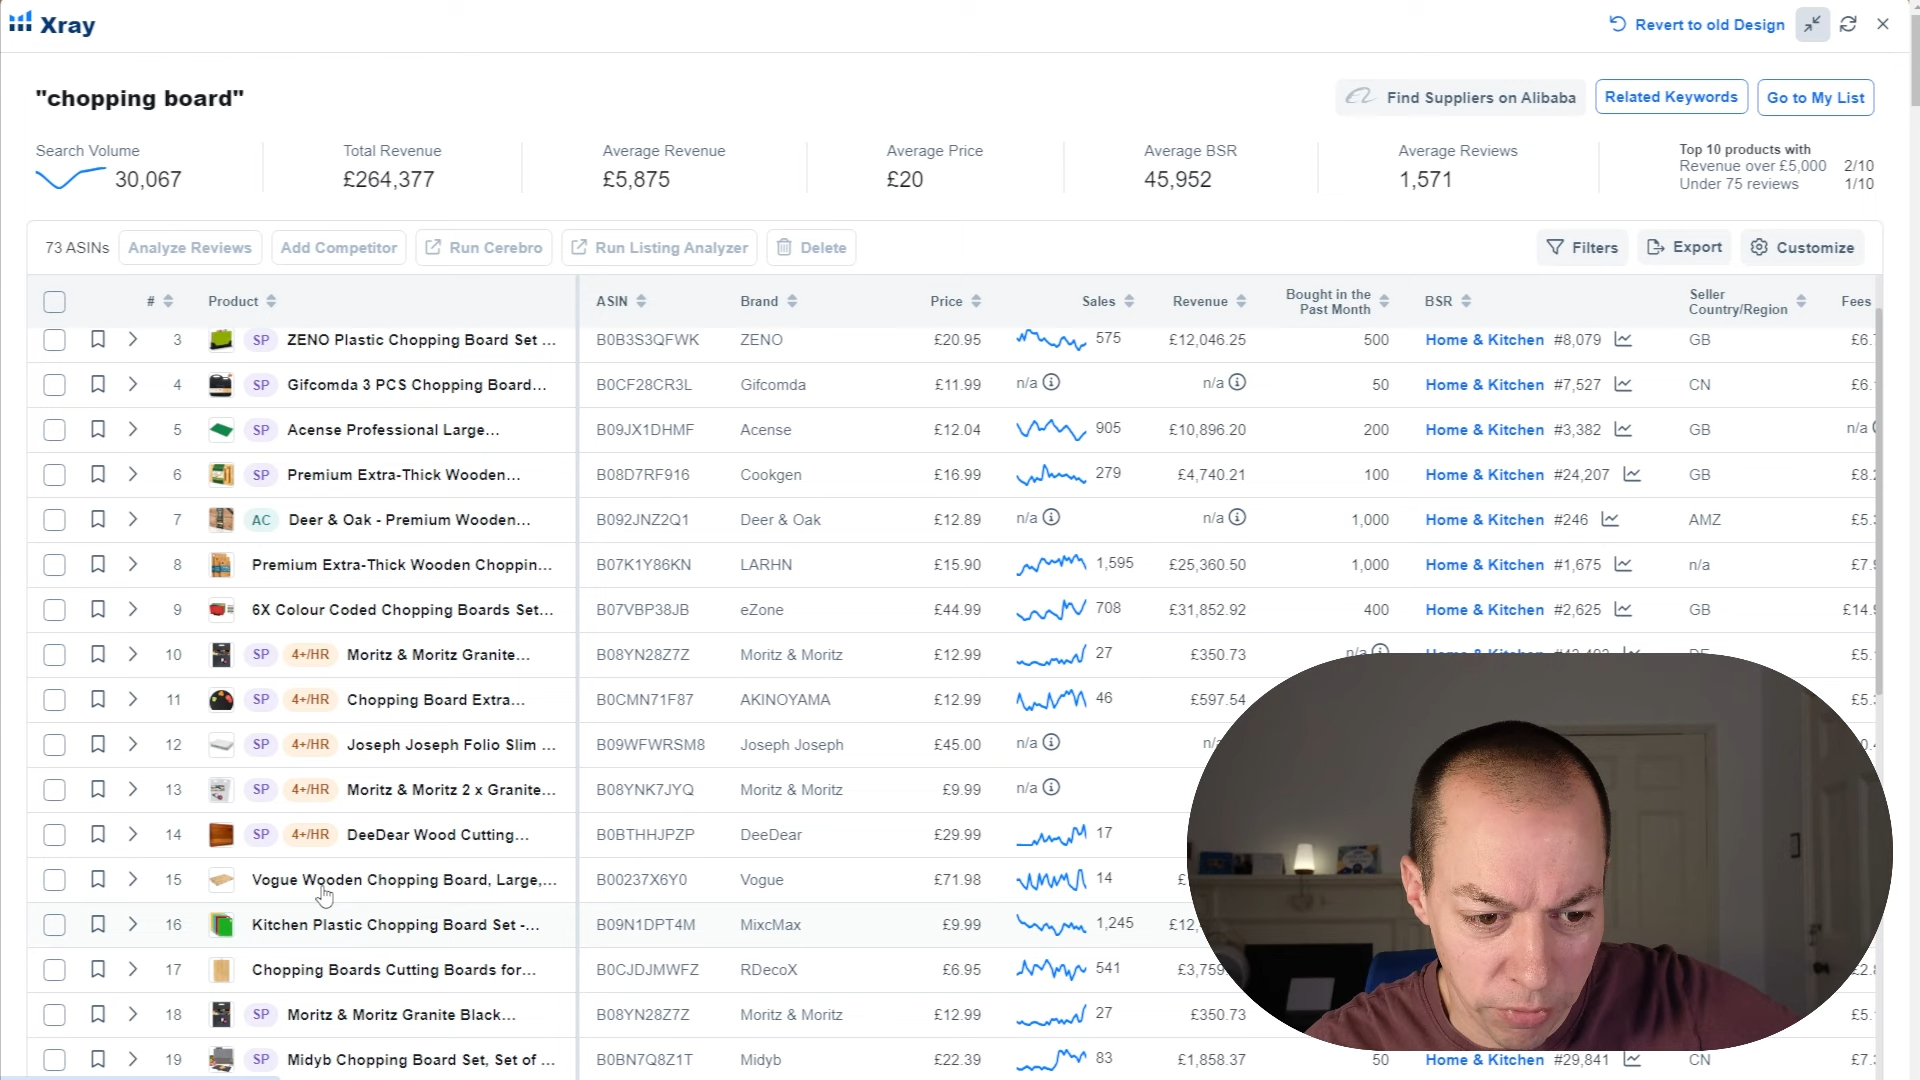 Xray
Revert to old Design
"chopping board"
Find Suppliers on Alibaba
Related Keywords
Go to My List
Search Volume
30,067
Total Revenue
£264,377
Average Revenue
£5,875
Average Price
£20
Average BSR
45,952
Average Reviews
1,571
Top 10 products with
Revenue over £5,000 2/10
Under 75 reviews 1/10
73 ASINs Analyze Reviews Add Competitor Run Cerebro Run Listing Analyzer Delete Filters Export Customize
# Product ASIN Brand Price Sales Revenue Bought in the Past Month BSR Seller Country/Region Fees
3 SP ZENO Plastic Chopping Board Set ... B0B3S3QFWK ZENO £20.95 575 £12,046.25 500 Home & Kitchen #8,079 GB
4 SP Gifcomda 3 PCS Chopping Board... B0CF28CR3L Gifcomda £11.99 n/a n/a 50 Home & Kitchen #7,527 CN
5 SP Acense Professional Large... B09JX1DHMF Acense £12.04 905 £10,896.20 200 Home & Kitchen #3,382 GB n/a
6 SP Premium Extra-Thick Wooden... B08D7RF916 Cookgen £16.99 279 £4,740.21 100 Home & Kitchen #24,207 GB
7 AC Deer & Oak - Premium Wooden... B092JNZ2Q1 Deer & Oak £12.89 n/a n/a 1,000 Home & Kitchen #246 AMZ
8 Premium Extra-Thick Wooden Choppin... B07K1Y86KN LARHN £15.90 1,595 £25,360.50 1,000 Home & Kitchen #1,675 n/a
9 6X Colour Coded Chopping Boards Set... B07VBP38JB eZone £44.99 708 £31,852.92 400 Home & Kitchen #2,625 GB
10 SP 4+/HR Moritz & Moritz Granite... B08YN28Z7Z Moritz & Moritz £12.99 27 £350.73
11 SP 4+/HR Chopping Board Extra... B0CMN71F87 AKINOYAMA £12.99 46 £597.54
12 SP 4+/HR Joseph Joseph Folio Slim ... B09WFWRSM8 Joseph Joseph £45.00 n/a
13 SP 4+/HR Moritz & Moritz 2 x Granite... B08YNK7JYQ Moritz & Moritz £9.99 n/a
14 SP 4+/HR DeeDear Wood Cutting... B0BTHHJPZP DeeDear £29.99 17
15 Vogue Wooden Chopping Board, Large,... B00237X6Y0 Vogue £71.98 14
16 Kitchen Plastic Chopping Board Set -... B09N1DPT4M MixcMax £9.99 1,245
17 Chopping Boards Cutting Boards for... B0CJDJMWFZ RDecoX £6.95 541
18 SP Moritz & Moritz Granite Black... B08YN28Z7Z Moritz & Moritz £12.99 27 £350.73
19 SP Midyb Chopping Board Set, Set of ... B0BN7Q8Z1T Midyb £22.39 83 £1,858.37 50 Home & Kitchen #29,841 CN